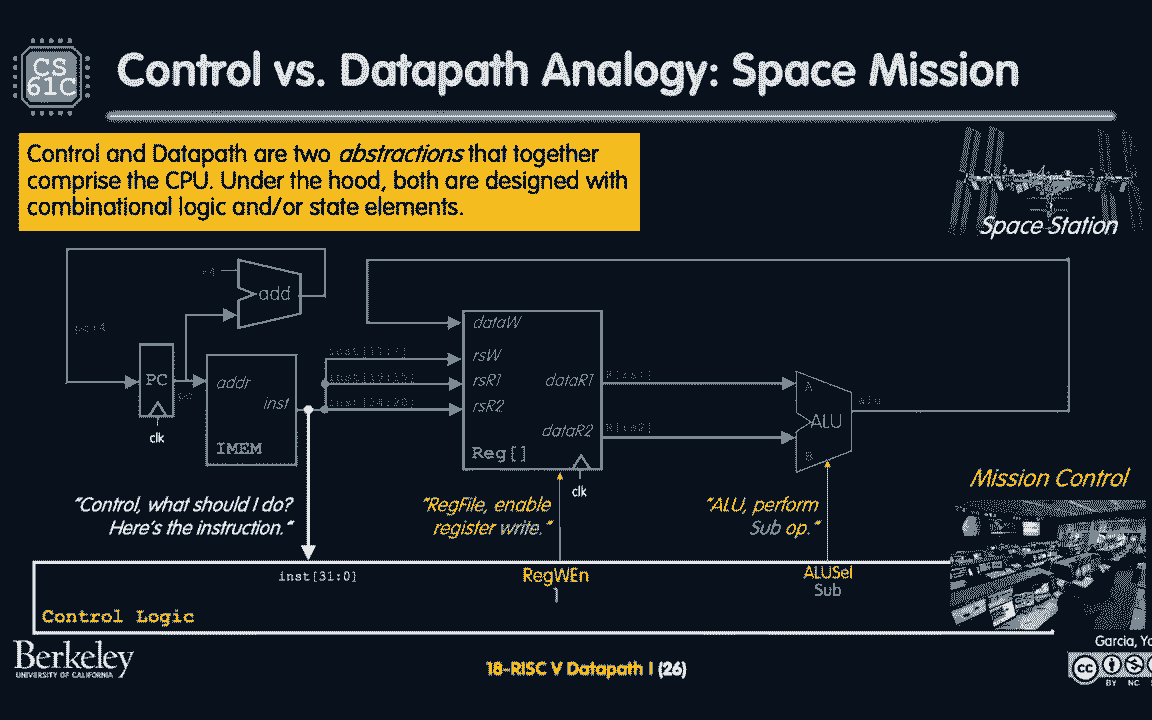 CS
61C
Control vs. Datapath Analogy: Space Mission
Control and Datapath are two abstractions that together
comprise the CPU. Under the hood, both are designed with
combinational logic and/or state elements.
Space Station
+4
add
pc+4
PC
pc
clk
addr
inst
IMEM
inst[11:7]
inst[19:15]
inst[24:20]
dataW
rsW
rsR1
rsR2
dataR1
dataR2
Reg[]
clk
R[rs1]
R[rs2]
A
ALU
B
alu
"Control, what should I do?
Here's the instruction."
"RegFile, enable
register write."
"ALU, perform
Sub op."
Mission Control
inst[31:0]
RegWEn
1
ALUSel
Sub
Control Logic
Berkeley
UNIVERSITY OF CALIFORNIA
18-RISC V Datapath I (26)
Garcia,
cc
BY NC